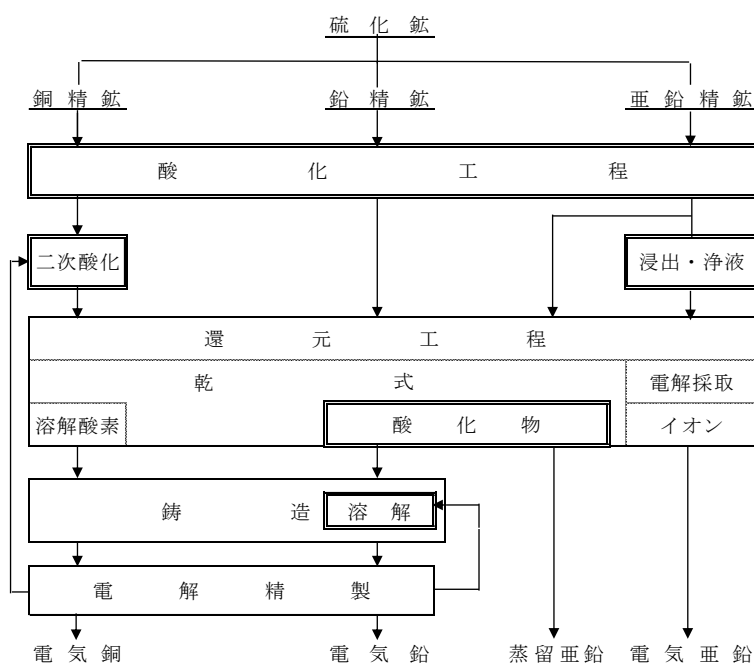 硫化鉱
銅精鉱 鉛精鉱 亜鉛精鉱
酸化工程
二次酸化 浸出・浄液
還元工程
乾式 電解採取
溶解酸素 酸化物 イオン
鋳造 溶解
電解精製
電気銅 電気鉛 蒸留亜鉛 電気亜鉛